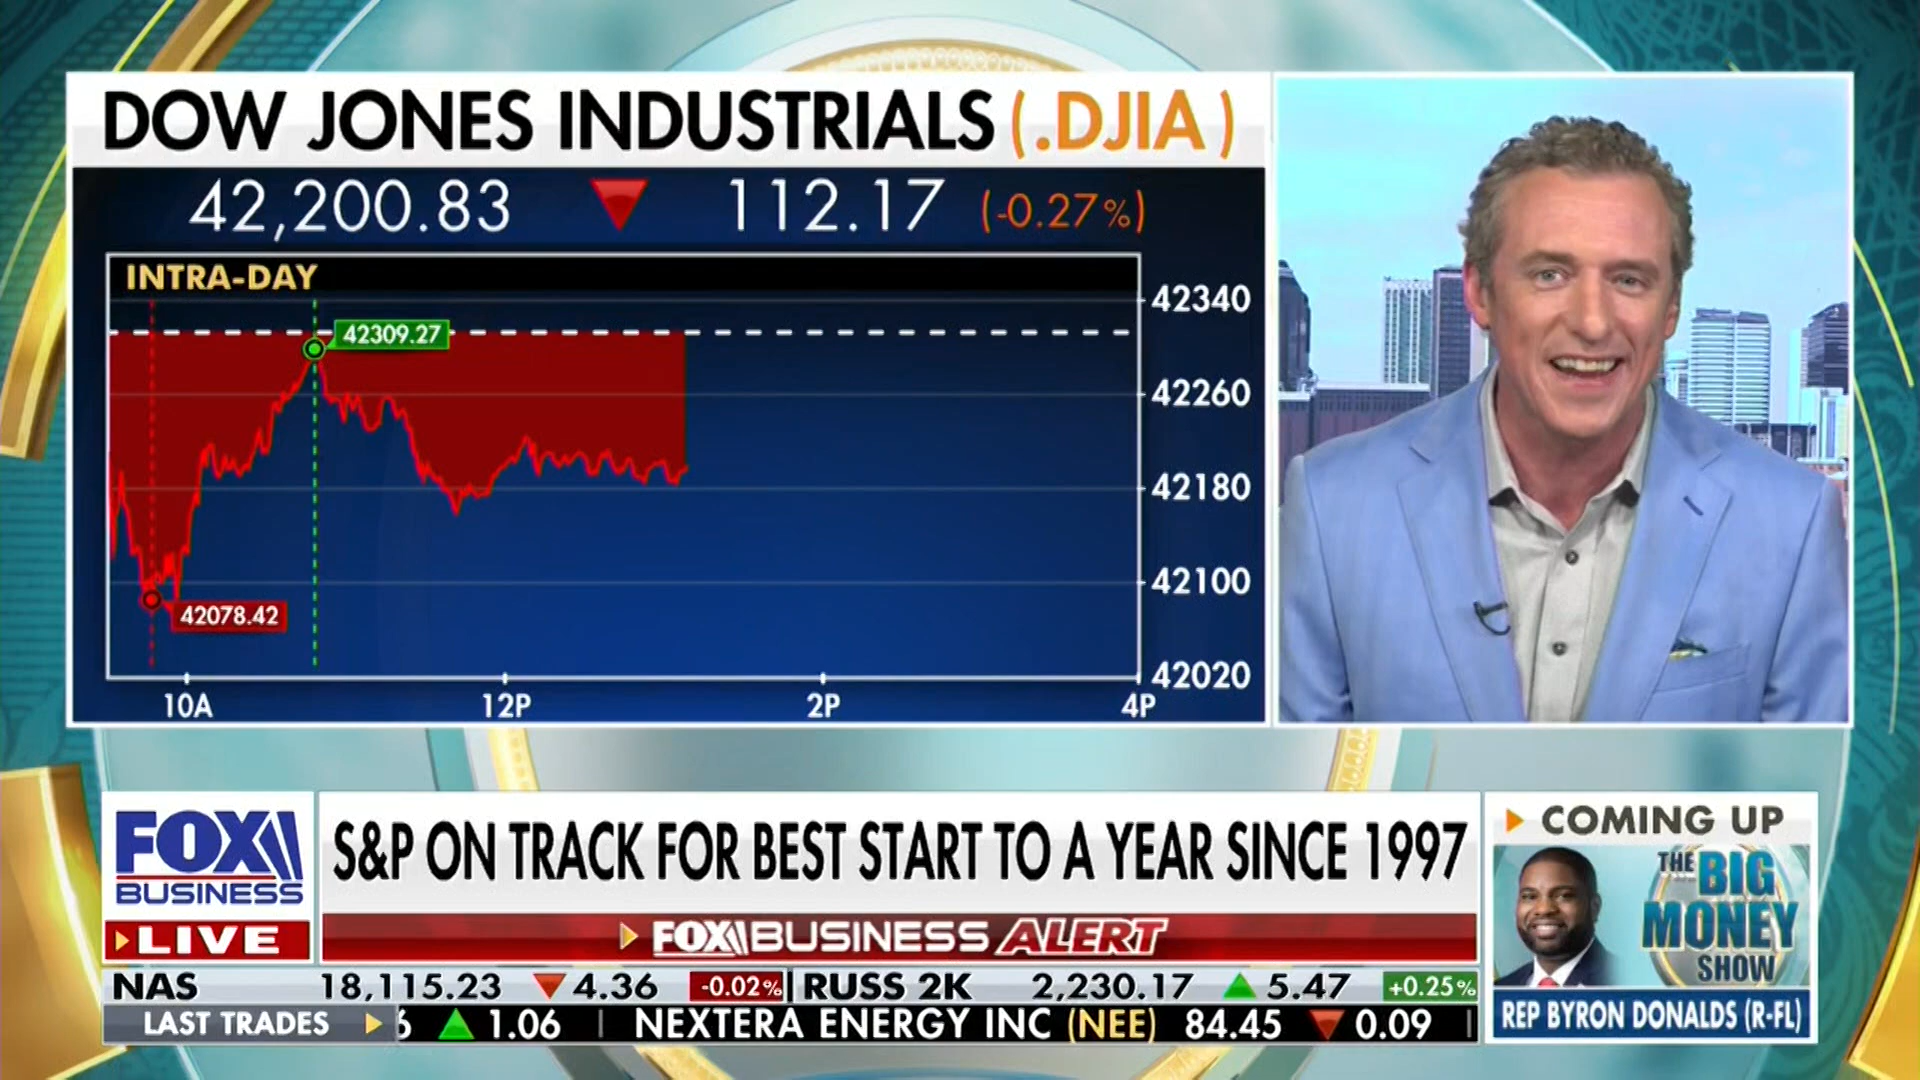 DOW JONES INDUSTRIALS (.DJIA)
42,200.83 ▼ 112.17 (-0.27%)
INTRA-DAY
42309.27
42078.42
42340
42260
42180
42100
42020
10A 12P 2P 4P
FOX BUSINESS
LIVE
S&P ON TRACK FOR BEST START TO A YEAR SINCE 1997
FOX BUSINESS ALERT
COMING UP
THE BIG MONEY SHOW
REP BYRON DONALDS (R-FL)
NAS 18,115.23 ▼ 4.36 -0.02% RUSS 2K 2,230.17 ▲ 5.47 +0.25%
LAST TRADES 6 ▲ 1.06 | NEXTERA ENERGY INC (NEE) 84.45 ▼ 0.09 |